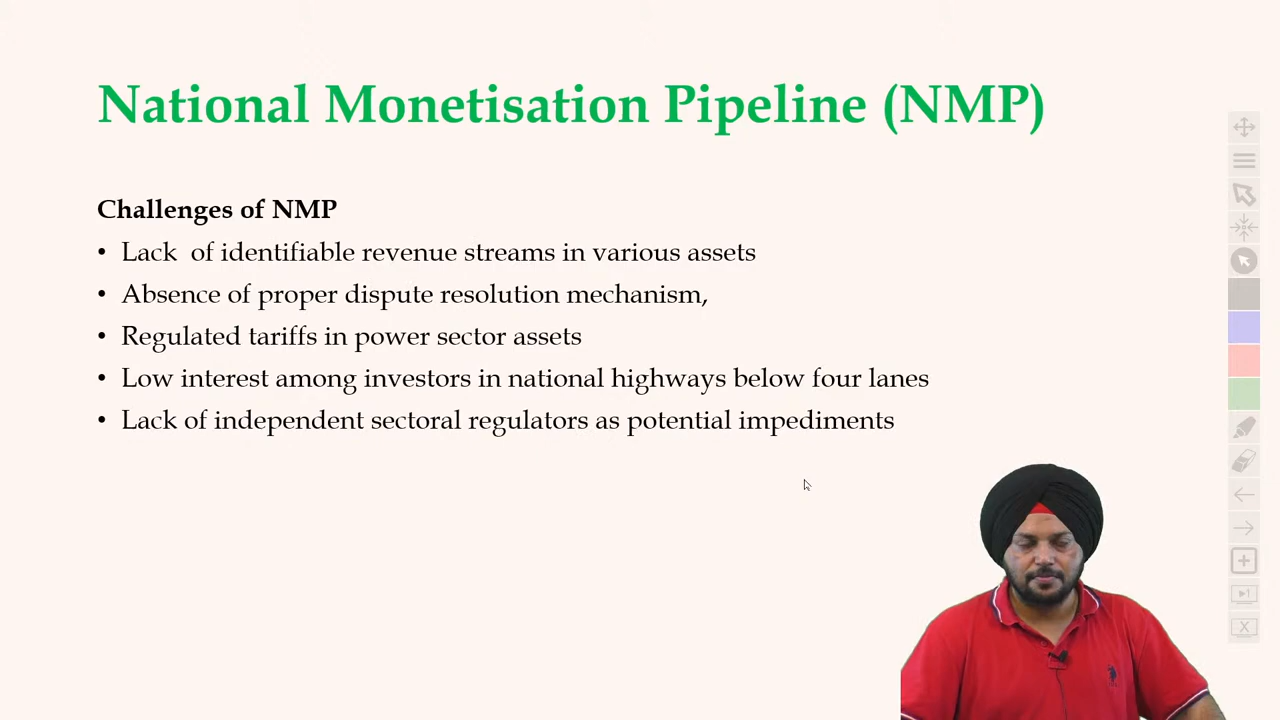 National Monetisation Pipeline (NMP)
Challenges of NMP
• Lack of identifiable revenue streams in various assets
• Absence of proper dispute resolution mechanism,
• Regulated tariffs in power sector assets
• Low interest among investors in national highways below four lanes
• Lack of independent sectoral regulators as potential impediments